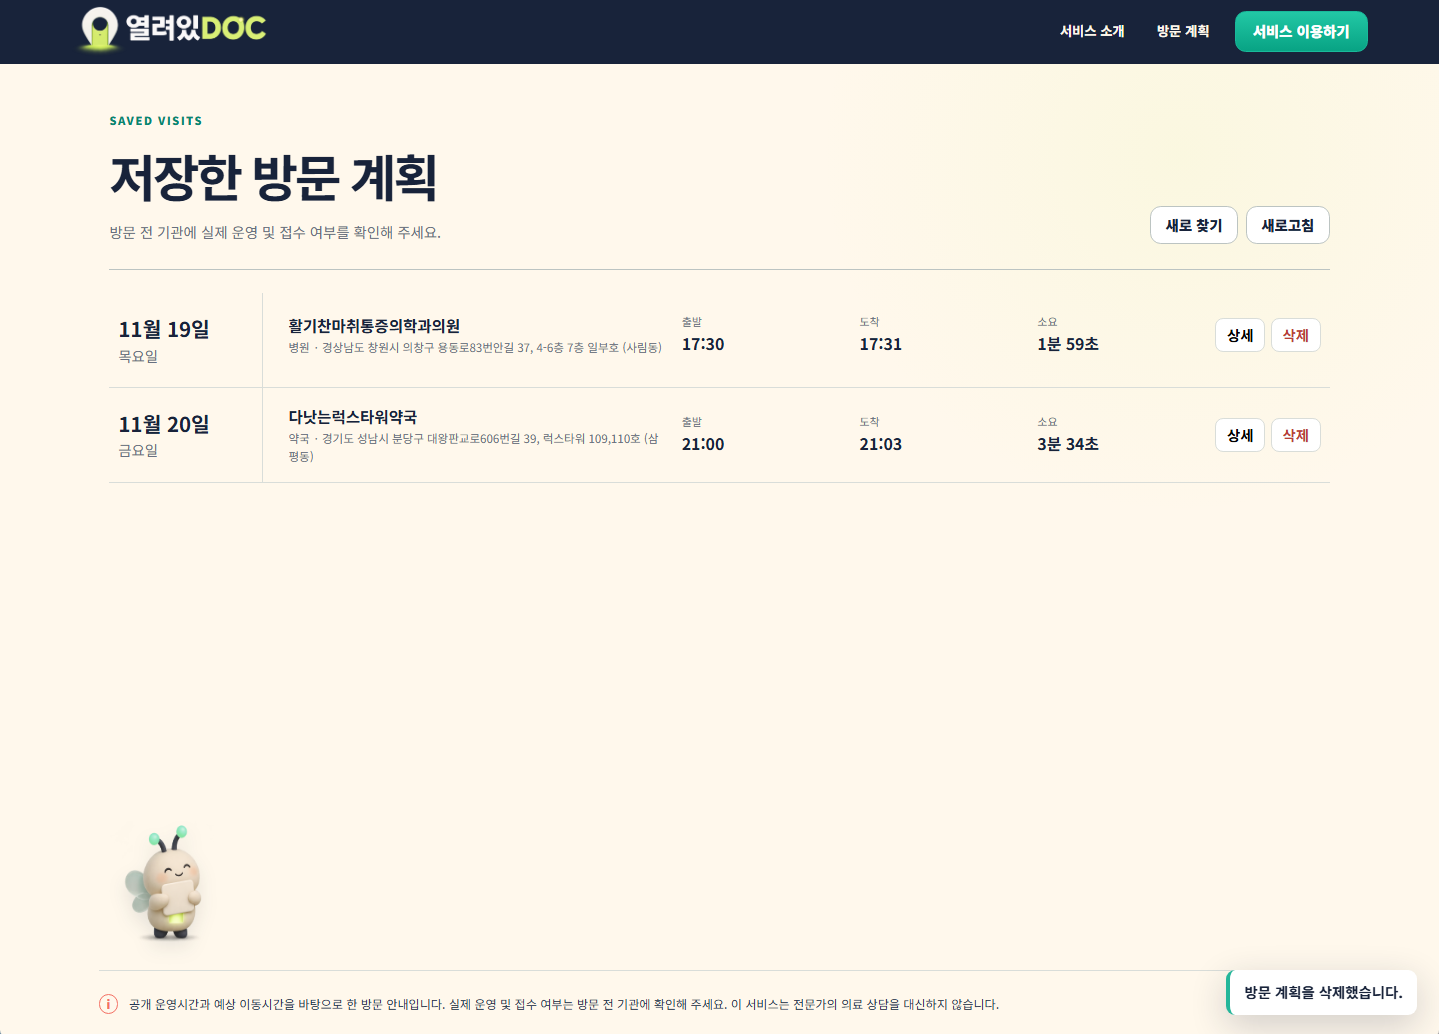 열려있DOC
서비스 소개
방문 계획
서비스 이용하기
SAVED VISITS
저장한 방문 계획
방문 전 기관에 실제 운영 및 접수 여부를 확인해 주세요.
새로 찾기
새로고침
11월 19일
목요일
활기찬마취통증의학과의원
병원 · 경상남도 창원시 의창구 용동로83번안길 37, 4-6층 7층 일부호 (사림동)
출발
17:30
도착
17:31
소요
1분 59초
상세
삭제
11월 20일
금요일
다낫는럭스타워약국
약국 · 경기도 성남시 분당구 대왕판교로606번길 39, 럭스타워 109,110호 (삼
평동)
출발
21:00
도착
21:03
소요
3분 34초
상세
삭제
공개 운영시간과 예상 이동시간을 바탕으로 한 방문 안내입니다. 실제 운영 및 접수 여부는 방문 전 기관에 확인해 주세요. 이 서비스는 전문가의 의료 상담을 대신하지 않습니다.
방문 계획을 삭제했습니다.